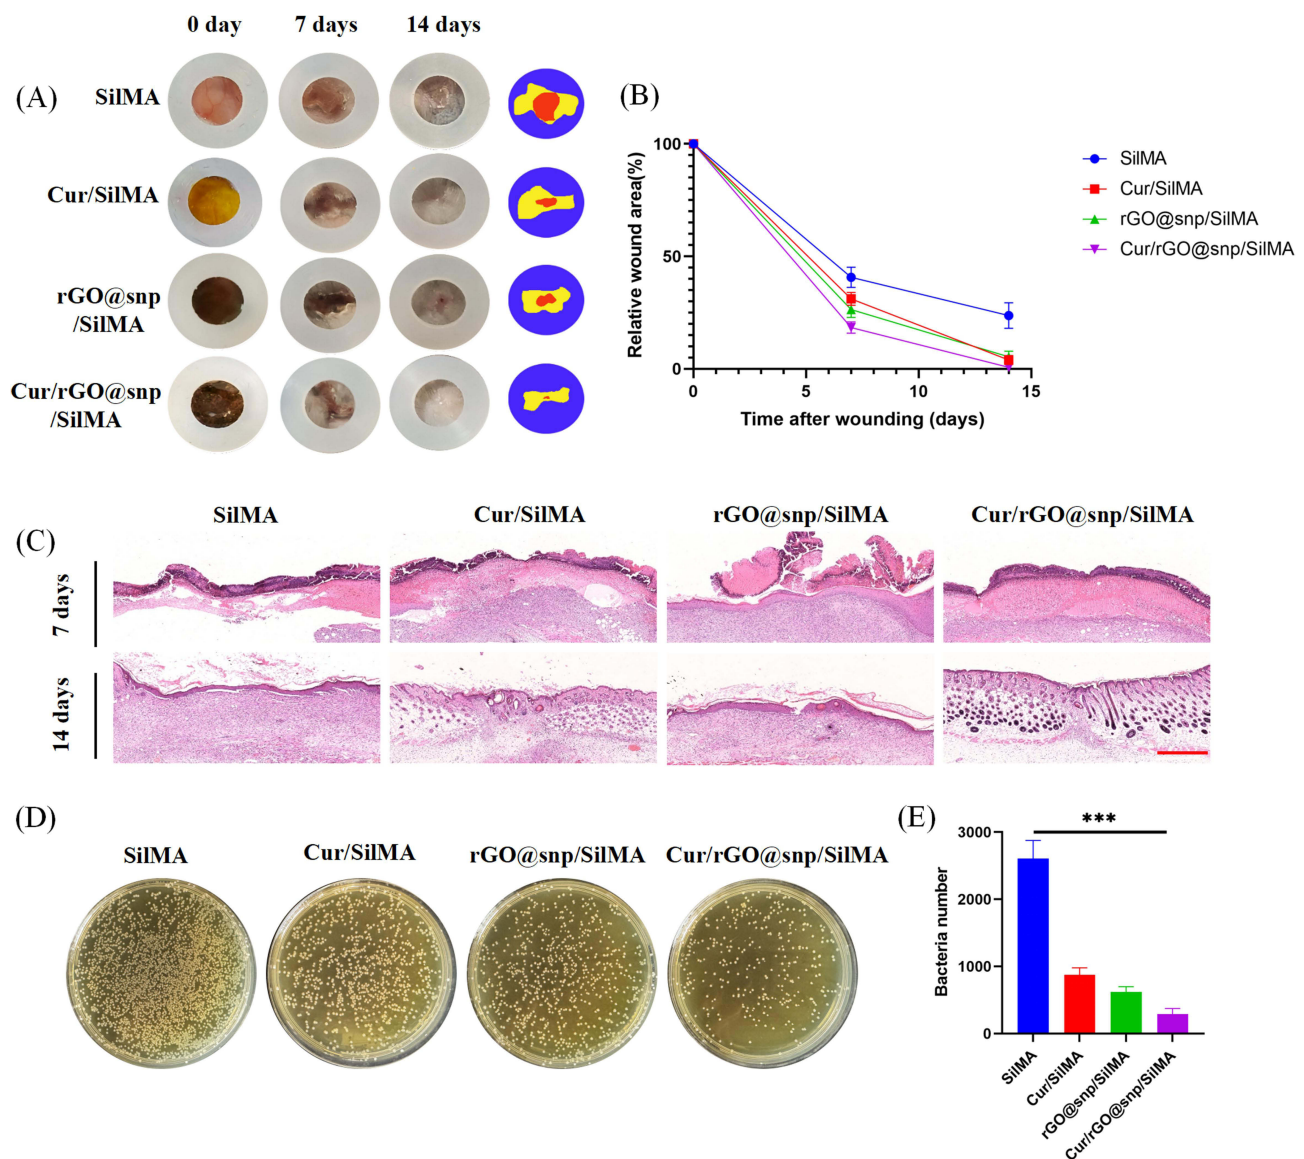 0 day 7 days 14 days
(A)
SilMA
Cur/SilMA
rGO@snp
/SilMA
Cur/rGO@snp
/SilMA
(B)
Relative wound area(%)
100
50
0
0 5 10 15
Time after wounding (days)
SilMA
Cur/SilMA
rGO@snp/SilMA
Cur/rGO@snp/SilMA
(C)
SilMA Cur/SilMA rGO@snp/SilMA Cur/rGO@snp/SilMA
7 days
14 days
(D)
SilMA Cur/SilMA rGO@snp/SilMA Cur/rGO@snp/SilMA
(E)
***
Bacteria number
3000
2000
1000
0
SilMA
Cur/SilMA
rGO@snp/SilMA
Cur/rGO@snp/SilMA